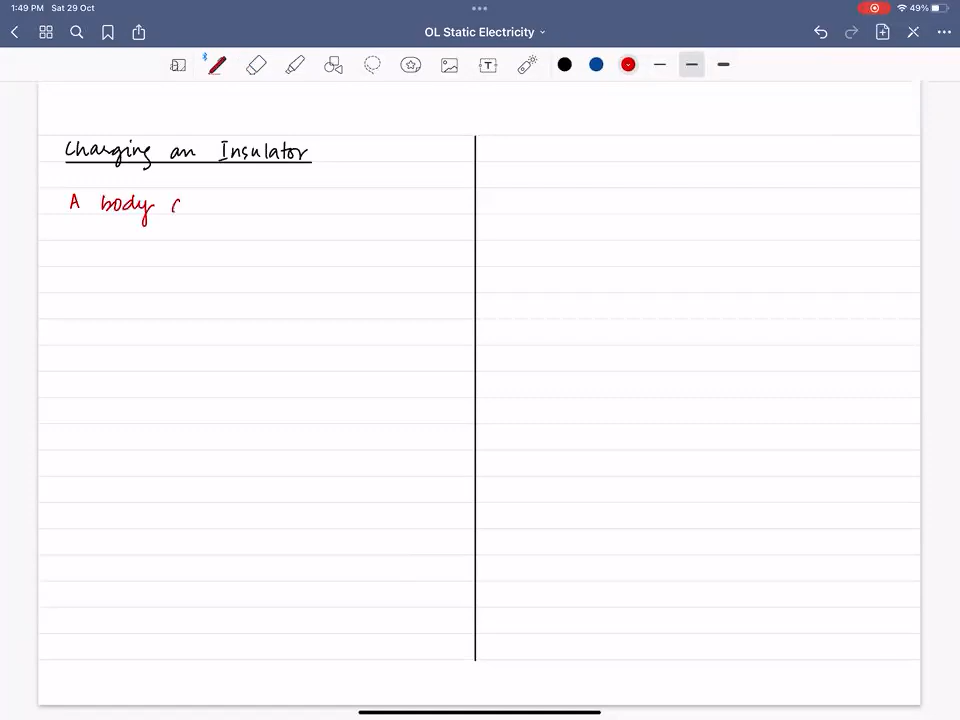 1:49 PM Sat 29 Oct
49%
OL Static Electricity
T
Charging an Insulator
A body c